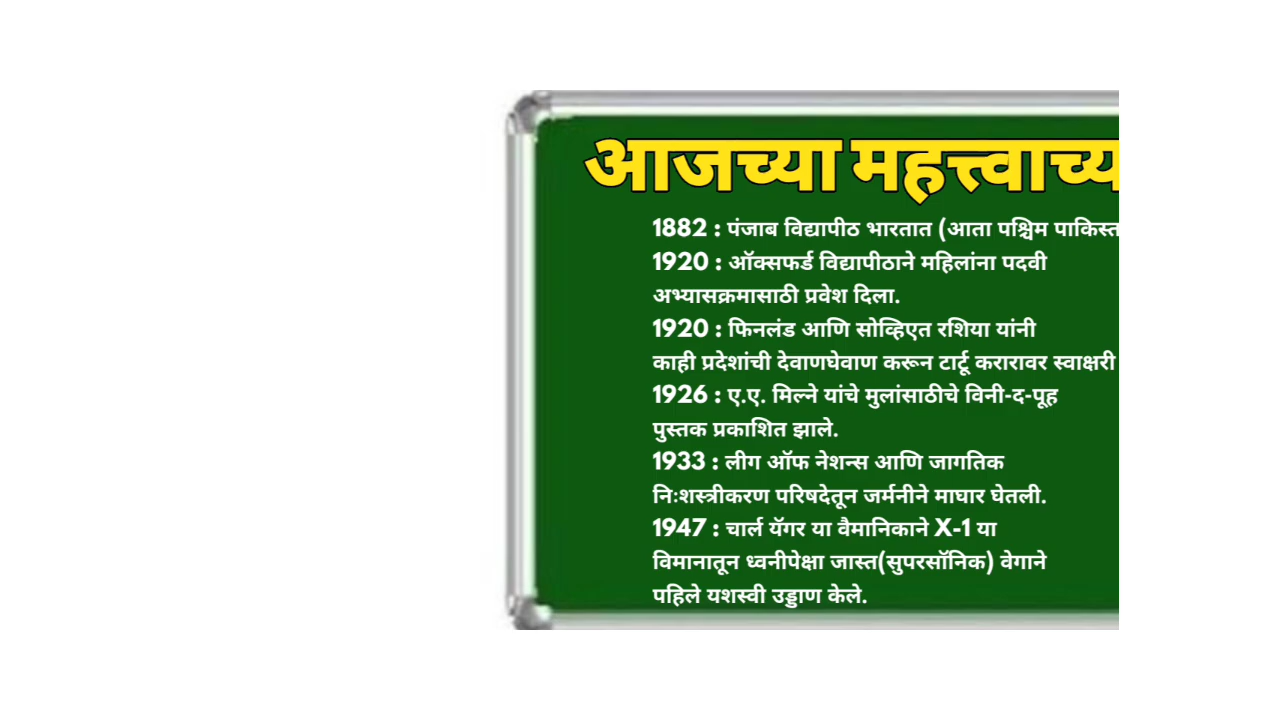 आजच्या महत्त्वाच्य
1882 : पंजाब विद्यापीठ भारतात (आता पश्चिम पाकिस्त
1920 : ऑक्सफर्ड विद्यापीठाने महिलांना पदवी
अभ्यासक्रमासाठी प्रवेश दिला.
1920 : फिनलंड आणि सोव्हिएत रशिया यांनी
काही प्रदेशांची देवाणघेवाण करून टार्टू करारावर स्वाक्षरी
1926 : ए.ए. मिल्ने यांचे मुलांसाठीचे विनी-द-पूह
पुस्तक प्रकाशित झाले.
1933 : लीग ऑफ नेशन्स आणि जागतिक
निःशस्त्रीकरण परिषदेतून जर्मनीने माघार घेतली.
1947 : चार्ल यॅगर या वैमानिकाने X-1 या
विमानातून ध्वनीपेक्षा जास्त(सुपरसॉनिक) वेगाने
पहिले यशस्वी उड्डाण केले.